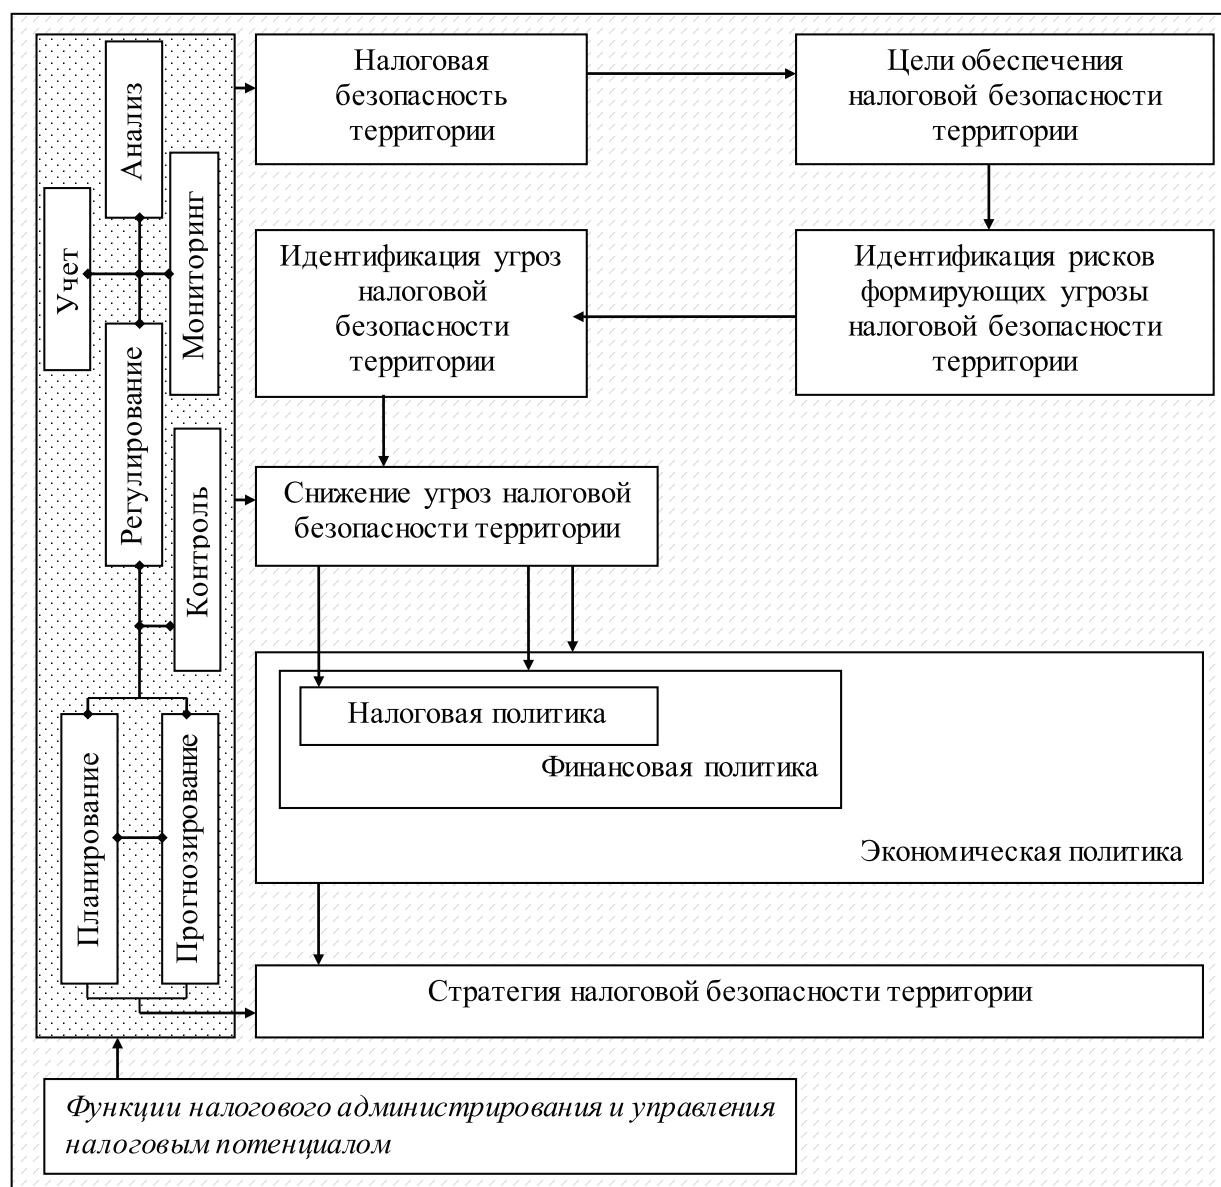 Анализ
Учет
Мониторинг
Регулирование
Контроль
Планирование
Прогнозирование
Налоговая
безопасность
территории
Цели обеспечения
налоговой безопасности
территории
Идентификация угроз
налоговой
безопасности
территории
Идентификация рисков
формирующих угрозы
налоговой безопасности
территории
Снижение угроз налоговой
безопасности территории
Налоговая политика
Финансовая политика
Экономическая политика
Стратегия налоговой безопасности территории
Функции налогового администрирования и управления
налоговым потенциалом